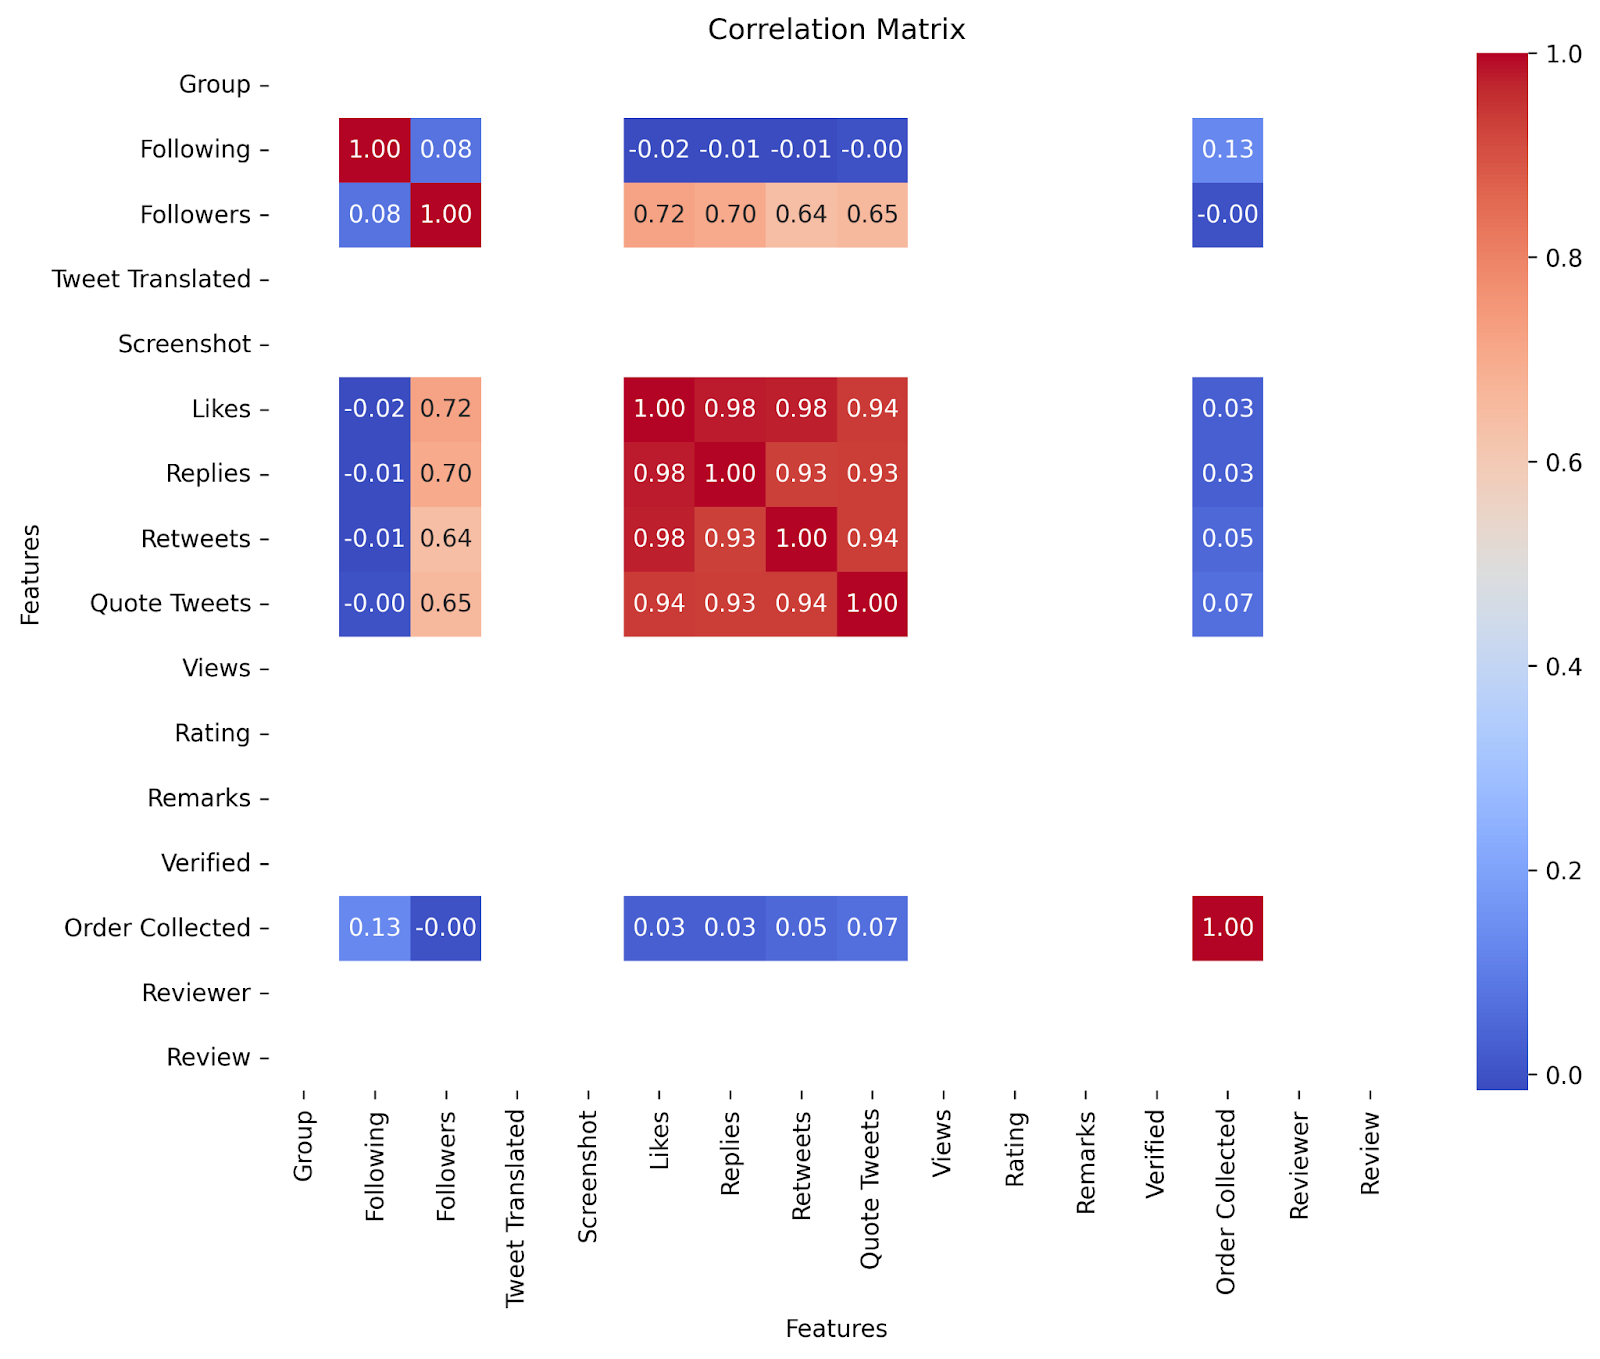 Correlation Matrix
Group
Following 1.00 0.08 -0.02 -0.01 -0.01 -0.00 0.13
Followers 0.08 1.00 0.72 0.70 0.64 0.65 -0.00
Tweet Translated
Screenshot
Likes -0.02 0.72 1.00 0.98 0.98 0.94 0.03
Replies -0.01 0.70 0.98 1.00 0.93 0.93 0.03
Retweets -0.01 0.64 0.98 0.93 1.00 0.94 0.05
Quote Tweets -0.00 0.65 0.94 0.93 0.94 1.00 0.07
Views
Rating
Remarks
Verified
Order Collected 0.13 -0.00 0.03 0.03 0.05 0.07 1.00
Reviewer
Review
Features
Group
Following
Followers
Tweet Translated
Screenshot
Likes
Replies
Retweets
Quote Tweets
Views
Rating
Remarks
Verified
Order Collected
Reviewer
Review
Features
1.0
0.8
0.6
0.4
0.2
0.0